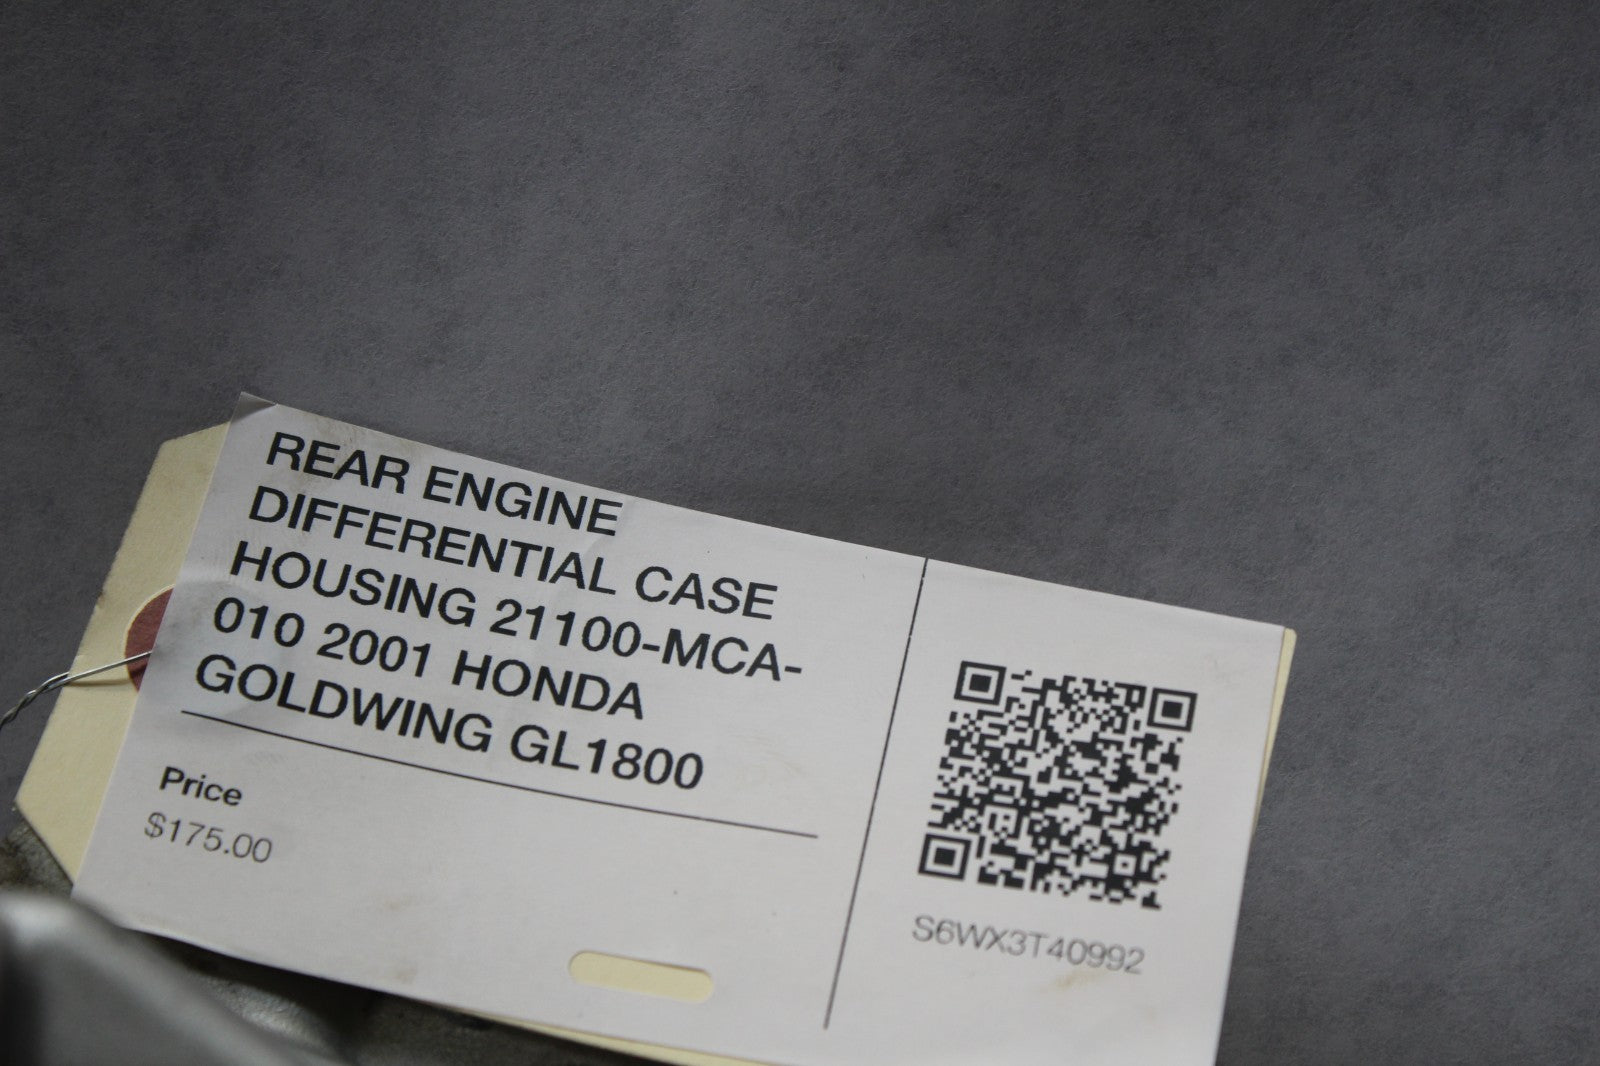 REAR ENGINE
DIFFERENTIAL CASE
HOUSING 21100-MCA-
010 2001 HONDA
GOLDWING GL1800
Price
$175.00
S6WX3T40992